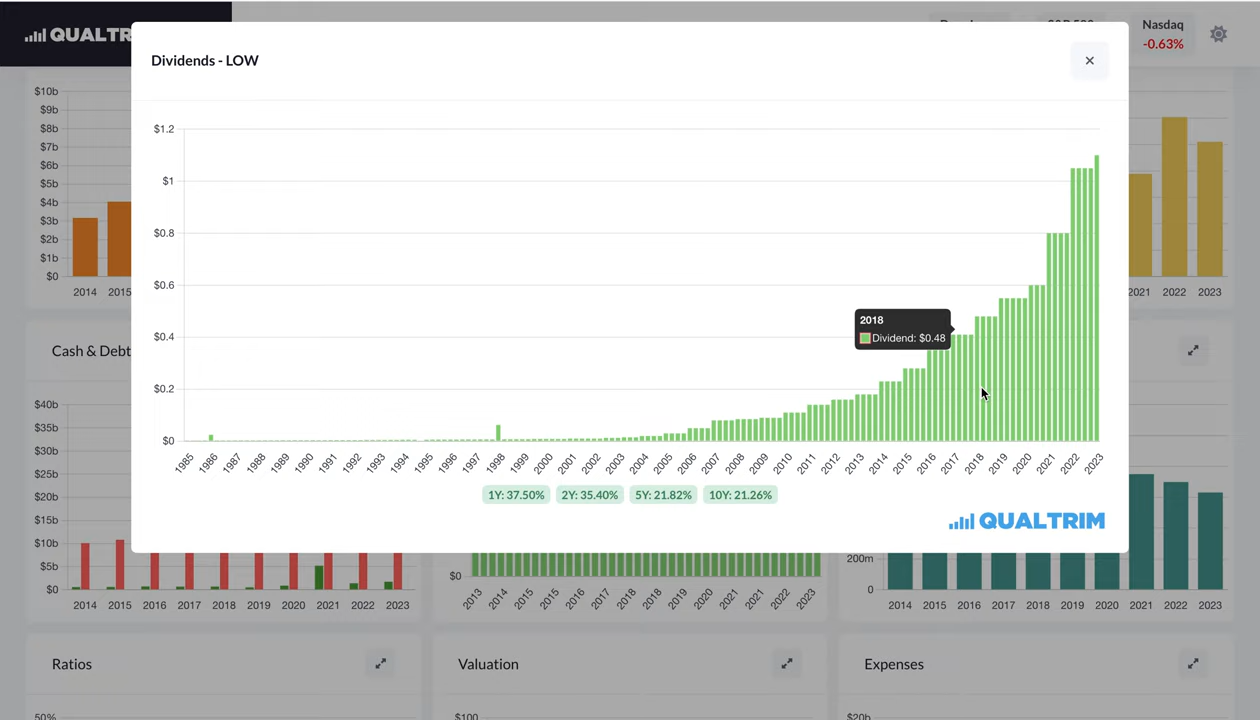 QUALTR
Nasdaq
-0.63%
Dividends - LOW
$1.2
$1
$0.8
$0.6
$0.4
$0.2
$0
2018
Dividend: $0.48
1985 1986 1987 1988 1989 1990 1991 1992 1993 1994 1995 1996 1997 1998 1999 2000 2001 2002 2003 2004 2005 2006 2007 2008 2009 2010 2011 2012 2013 2014 2015 2016 2017 2018 2019 2020 2021 2022 2023
1Y: 37.50% 2Y: 35.40% 5Y: 21.82% 10Y: 21.26%
QUALTRIM
$10b
$9b
$8b
$7b
$6b
$5b
$4b
$3b
$2b
$1b
$0
2014 2015
2021 2022 2023
Cash & Debt
$40b
$35b
$30b
$25b
$20b
$15b
$10b
$5b
$0
2014 2015 2016 2017 2018 2019 2020 2021 2022 2023
$0
2013 2014 2015 2015 2016 2017 2018 2018 2019 2020 2021 2021 2022 2023
200m
0
2014 2015 2016 2017 2018 2019 2020 2021 2022 2023
Ratios
Valuation
Expenses
50%
$100
$20b